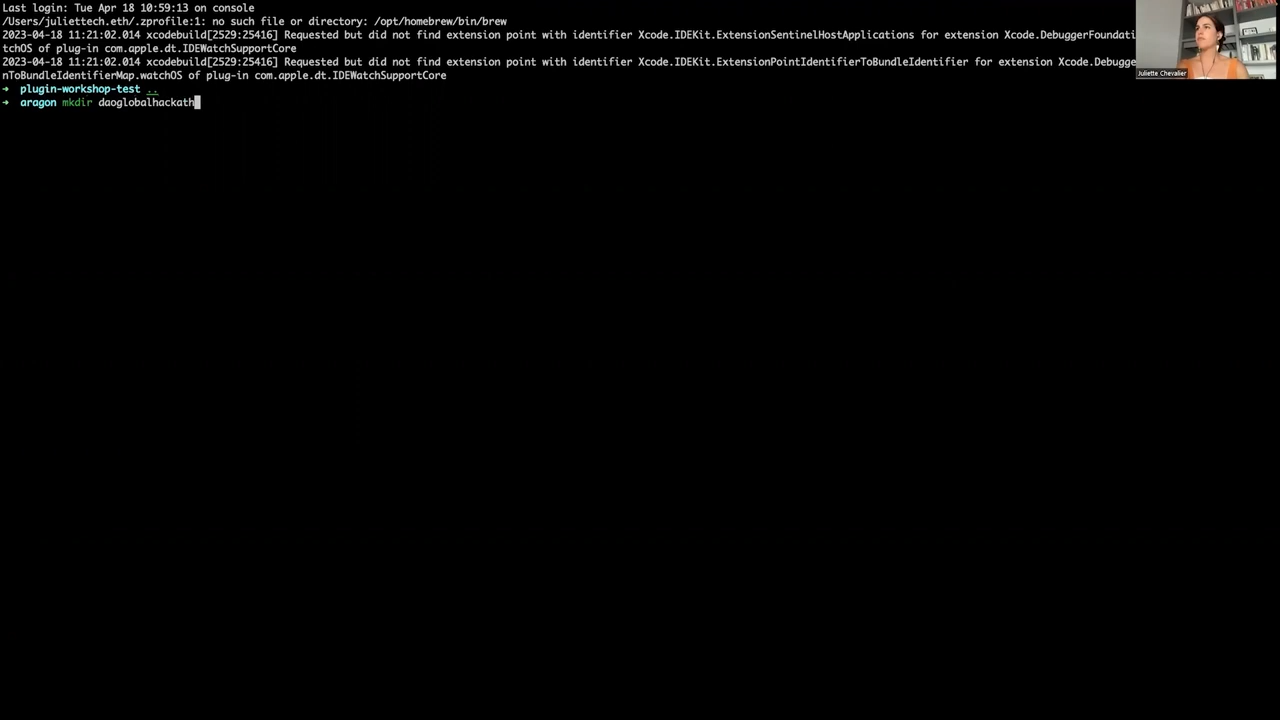 Last login: Tue Apr 18 10:59:13 on console
/Users/juliettech.eth/.zprofile:1: no such file or directory: /opt/homebrew/bin/brew
2023-04-18 11:21:02.014 xcodebuild[2529:25416] Requested but did not find extension point with identifier Xcode.IDEKit.ExtensionSentinelHostApplications for extension Xcode.DebuggerFoundati
tchOS of plug-in com.apple.dt.IDEWatchSupportCore
2023-04-18 11:21:02.014 xcodebuild[2529:25416] Requested but did not find extension point with identifier Xcode.IDEKit.ExtensionPointIdentifierToBundleIdentifier for extension Xcode.Debugge
nToBundleIdentifierMap.watchOS of plug-in com.apple.dt.IDEWatchSupportCore
➜ plugin-workshop-test ..
➜ aragon mkdir daoglobalhackath
Juliette Chevalier